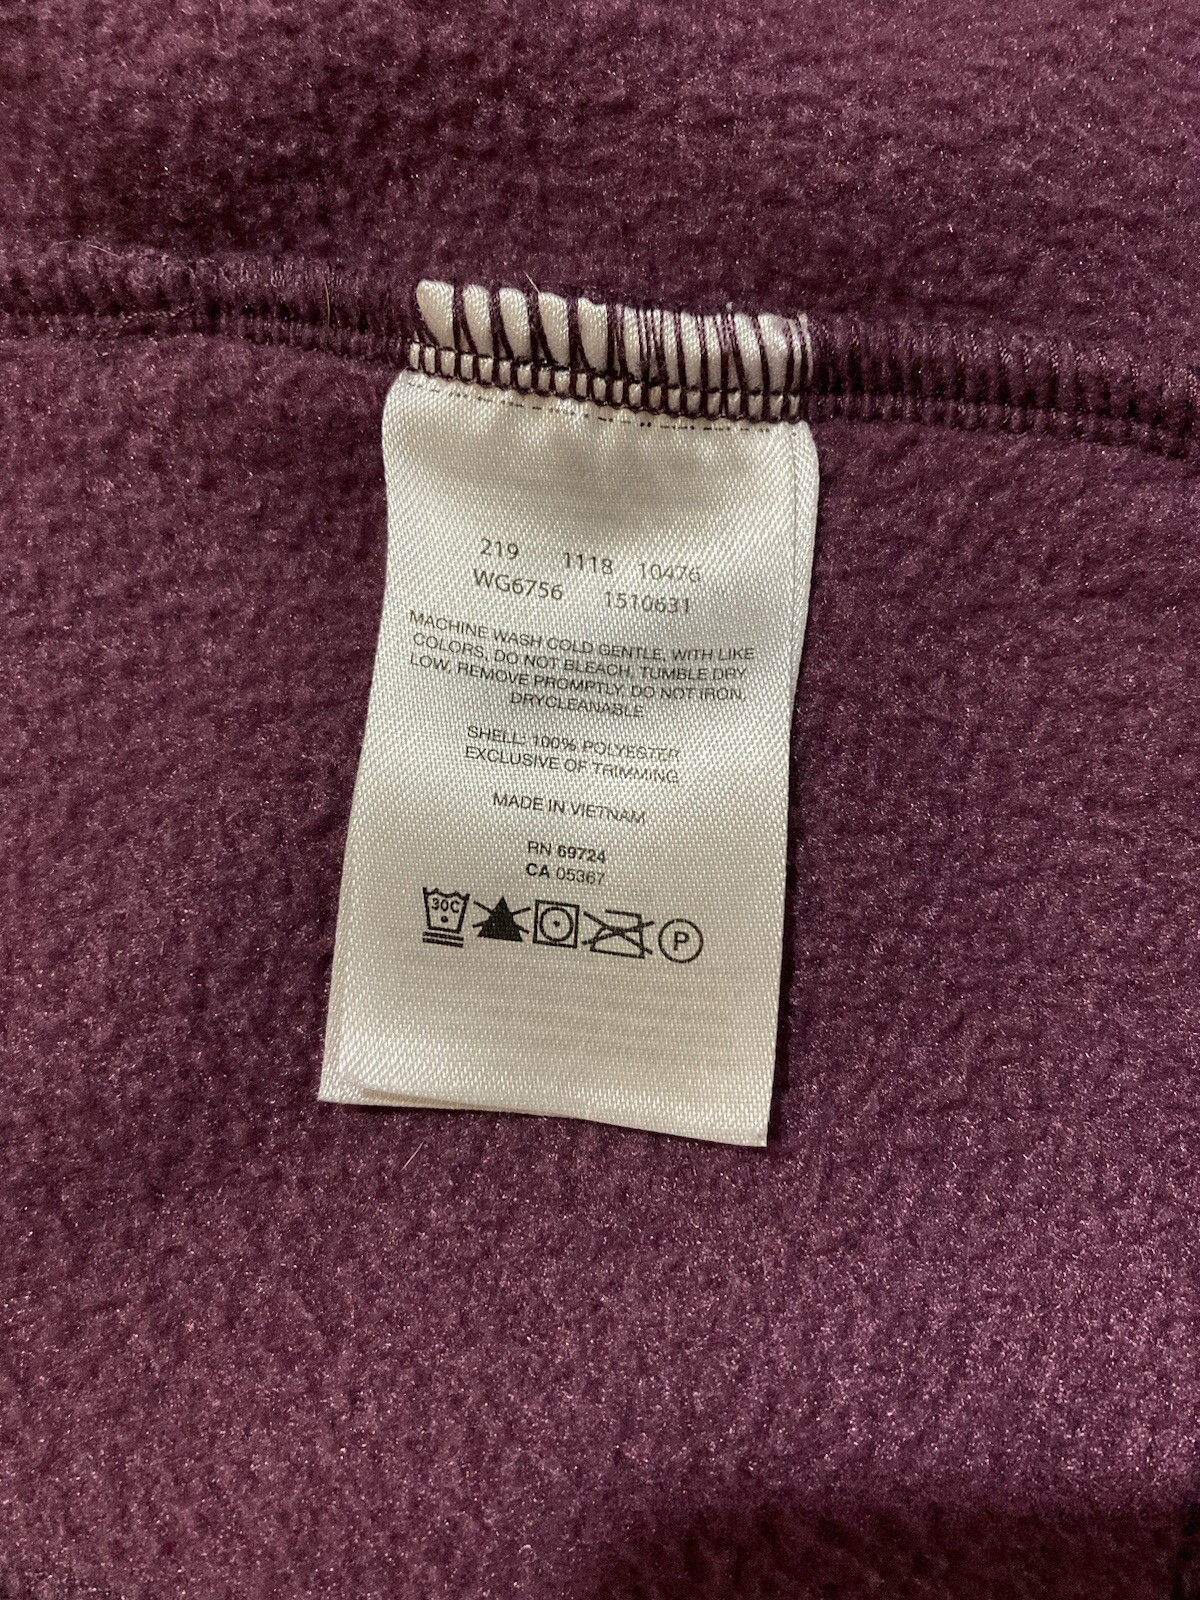 219 1118 10476
WG6756 1510631
MACHINE WASH COLD GENTLE, WITH LIKE
COLORS, DO NOT BLEACH, TUMBLE DRY
LOW, REMOVE PROMPTLY, DO NOT IRON,
DRYCLEANABLE
SHELL: 100% POLYESTER
EXCLUSIVE OF TRIMMING
MADE IN VIETNAM
RN 69724
CA 05367
30C
P